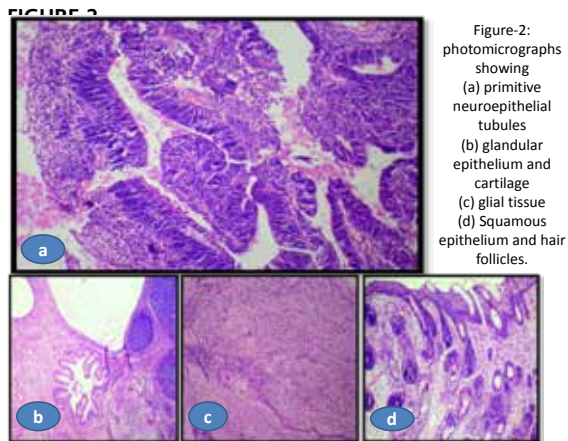 FIGURE-2
Figure-2:
photomicrographs
showing
(a) primitive
neuroepithelial
tubules
(b) glandular
epithelium and
cartilage
(c) glial tissue
(d) Squamous
epithelium and hair
follicles.
a
b
c
d